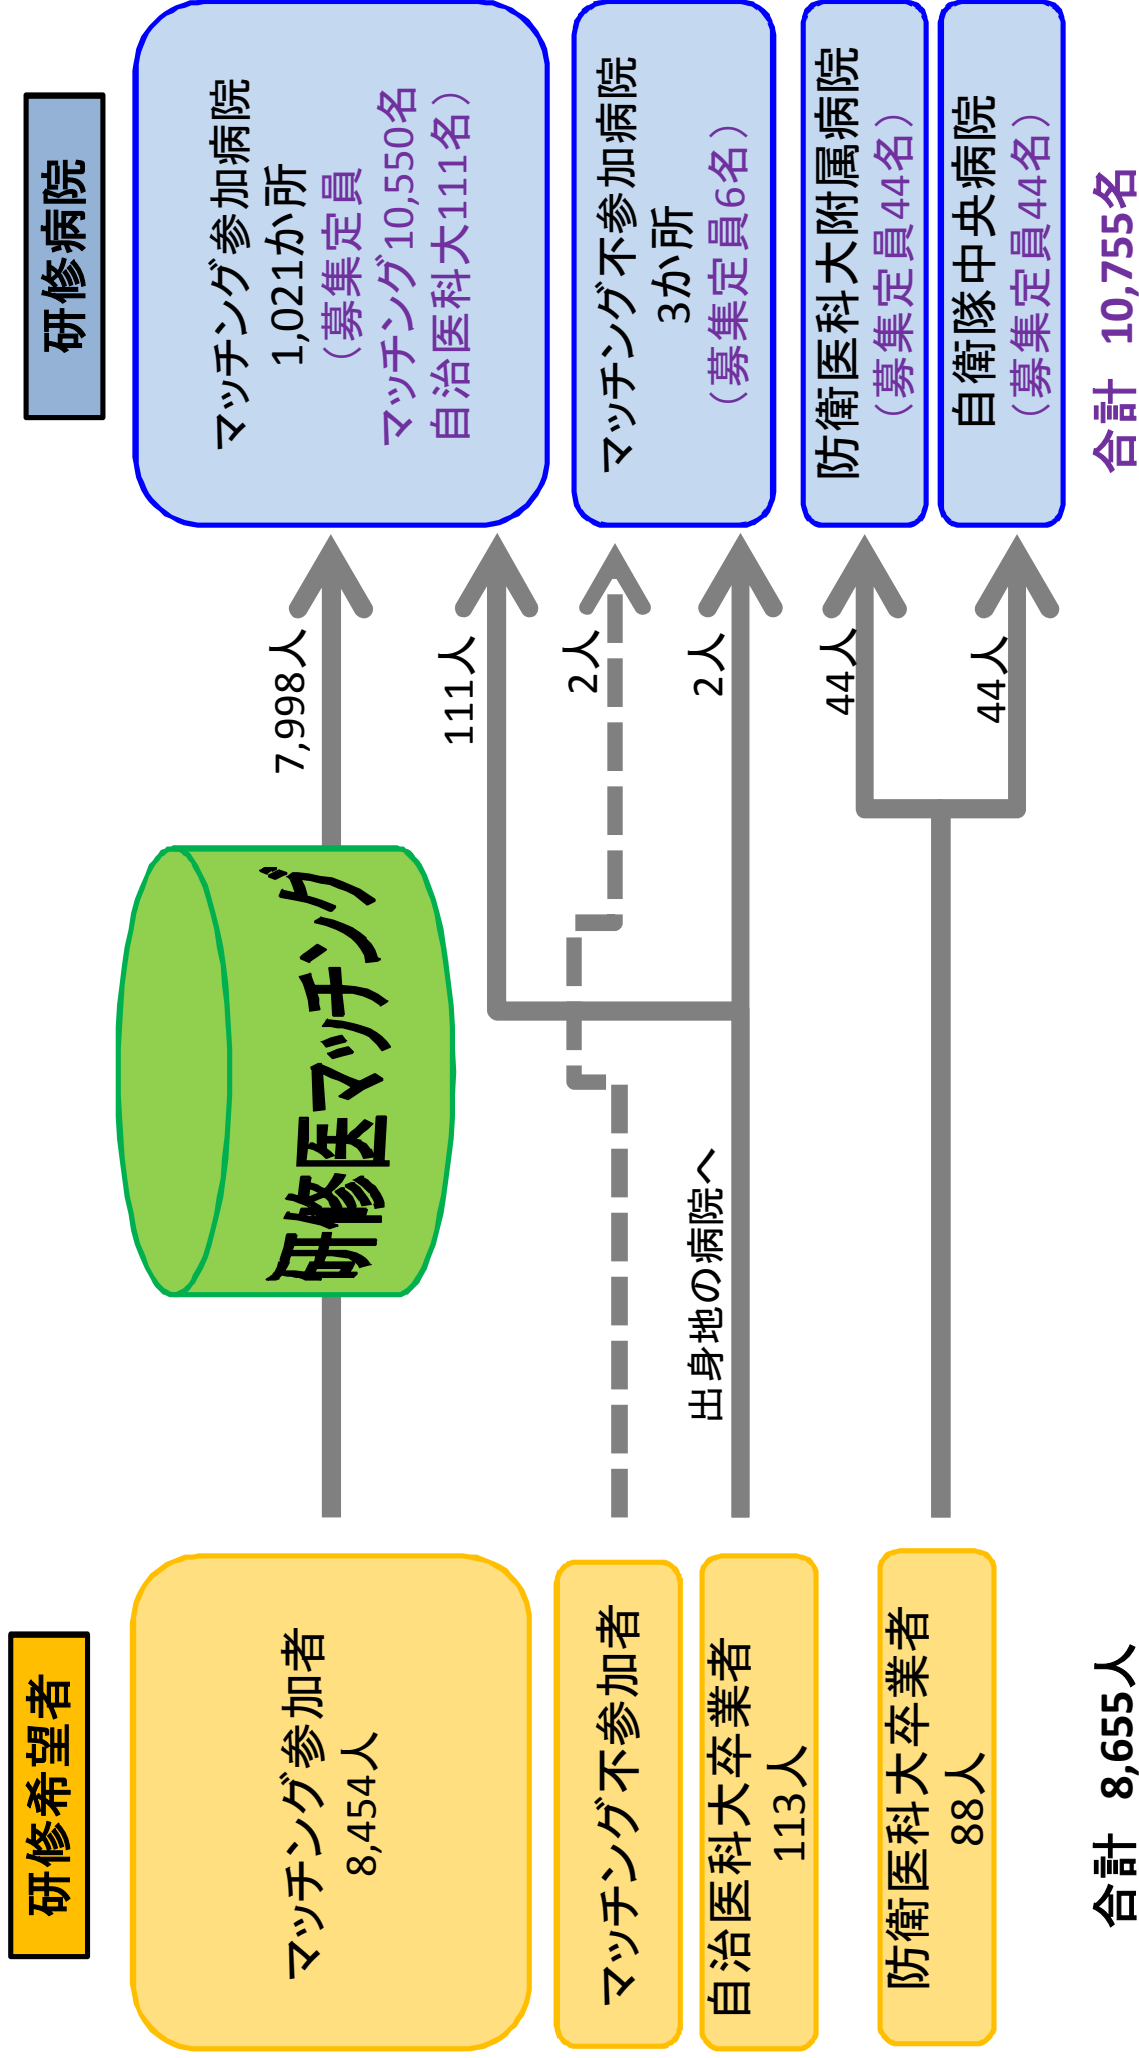 研修希望者
マッチング参加者
8,454人
マッチング不参加者
自治医科大卒業者
113人
防衛医科大卒業者
88人
合計 8,655人
研修医マッチング
出身地の病院へ
7,998人
111人
2人
2人
44人
44人
研修病院
マッチング参加病院
1,021か所
（募集定員
マッチング10,550名
自治医科大111名）
マッチング不参加病院
3か所
（募集定員6名）
防衛医科大附属病院
（募集定員44名）
自衛隊中央病院
（募集定員44名）
合計 10,755名